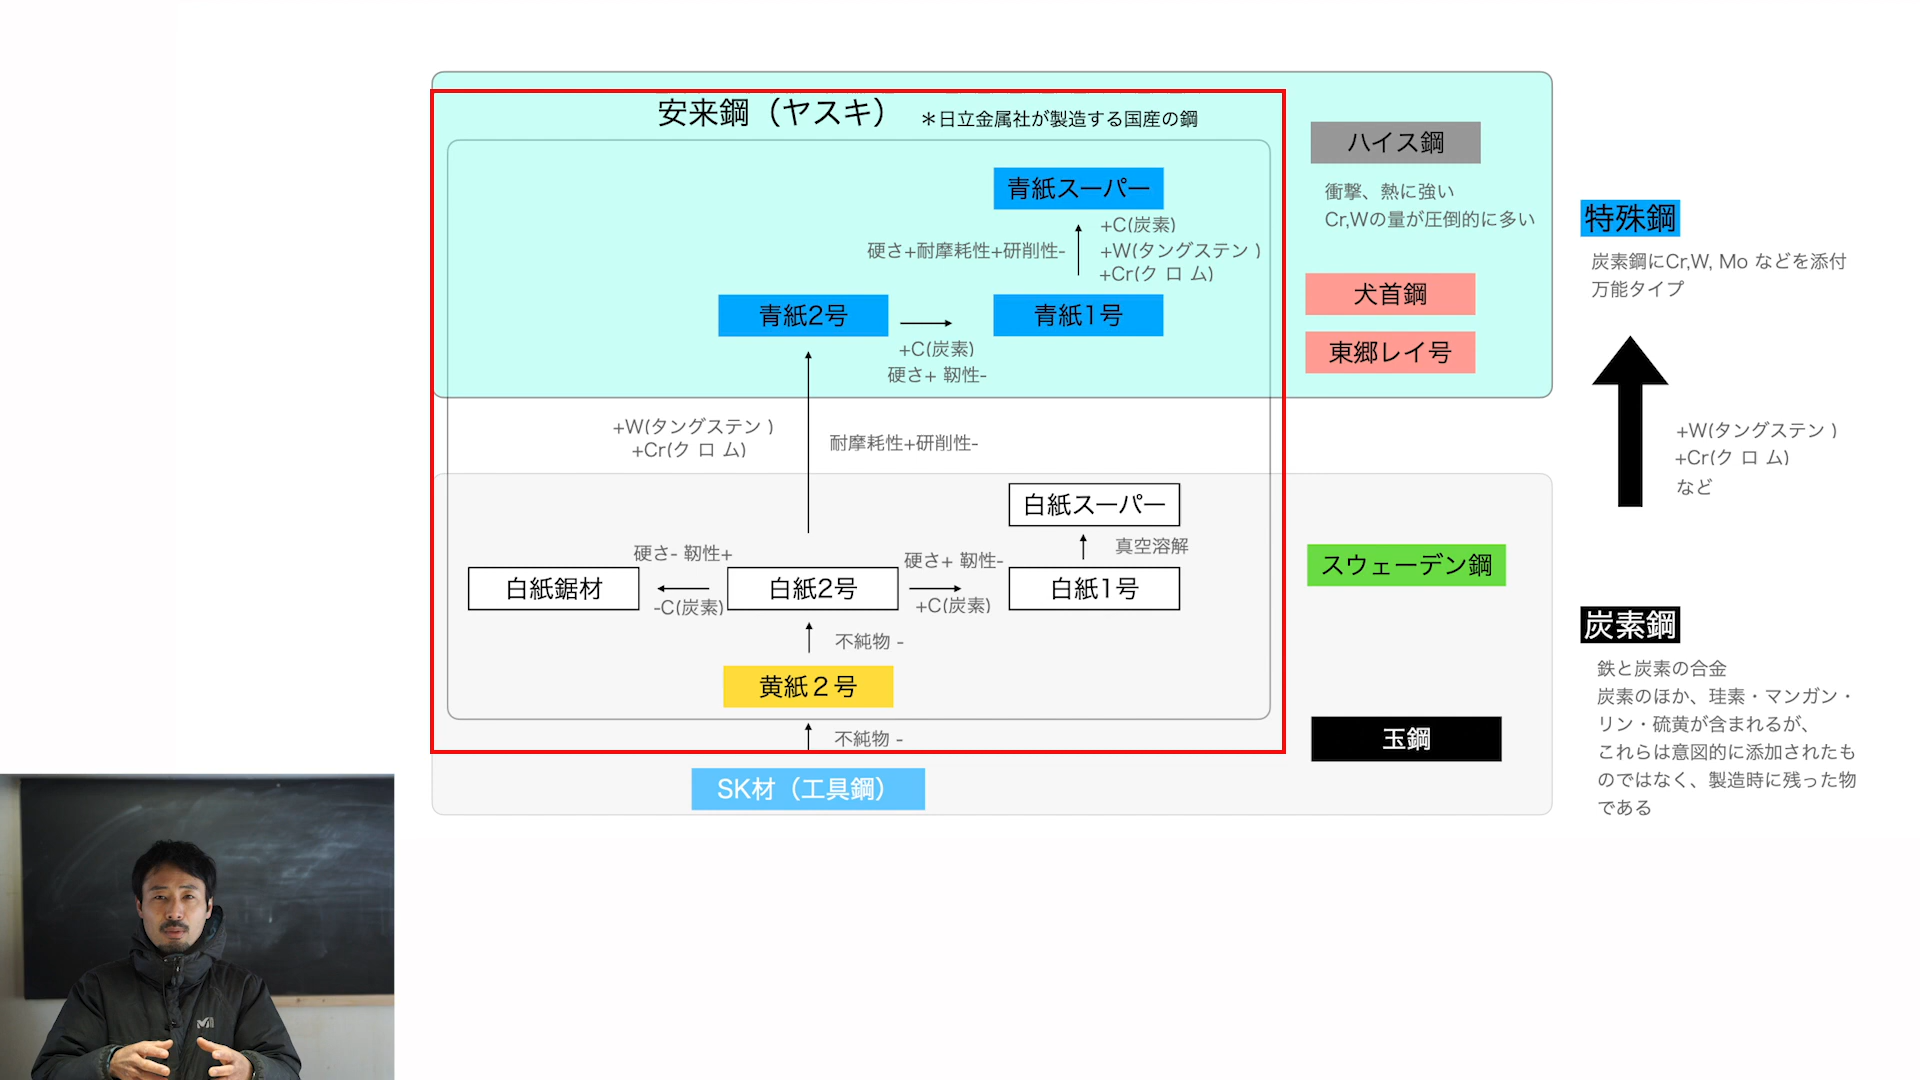 安来鋼（ヤスキ）
＊日立金属社が製造する国産の鋼
青紙スーパー
硬さ+耐摩耗性+研削性-
+C(炭素)
+W(タングステン )
+Cr(ク ロ ム)
青紙2号
+C(炭素)
硬さ+ 靭性-
青紙1号
+W(タングステン )
+Cr(ク ロ ム)
耐摩耗性+研削性-
白紙スーパー
真空溶解
白紙鋸材
硬さ- 靭性+
-C(炭素)
白紙2号
硬さ+ 靭性-
+C(炭素)
白紙1号
不純物 -
黄紙２号
不純物 -
SK材（工具鋼）
ハイス鋼
衝撃、熱に強い
Cr,Wの量が圧倒的に多い
犬首鋼
東郷レイ号
スウェーデン鋼
玉鋼
特殊鋼
炭素鋼にCr,W, Mo などを添付
万能タイプ
+W(タングステン )
+Cr(ク ロ ム)
など
炭素鋼
鉄と炭素の合金
炭素のほか、珪素・マンガン・
リン・硫黄が含まれるが、
これらは意図的に添加されたも
のではなく、製造時に残った物
である
M